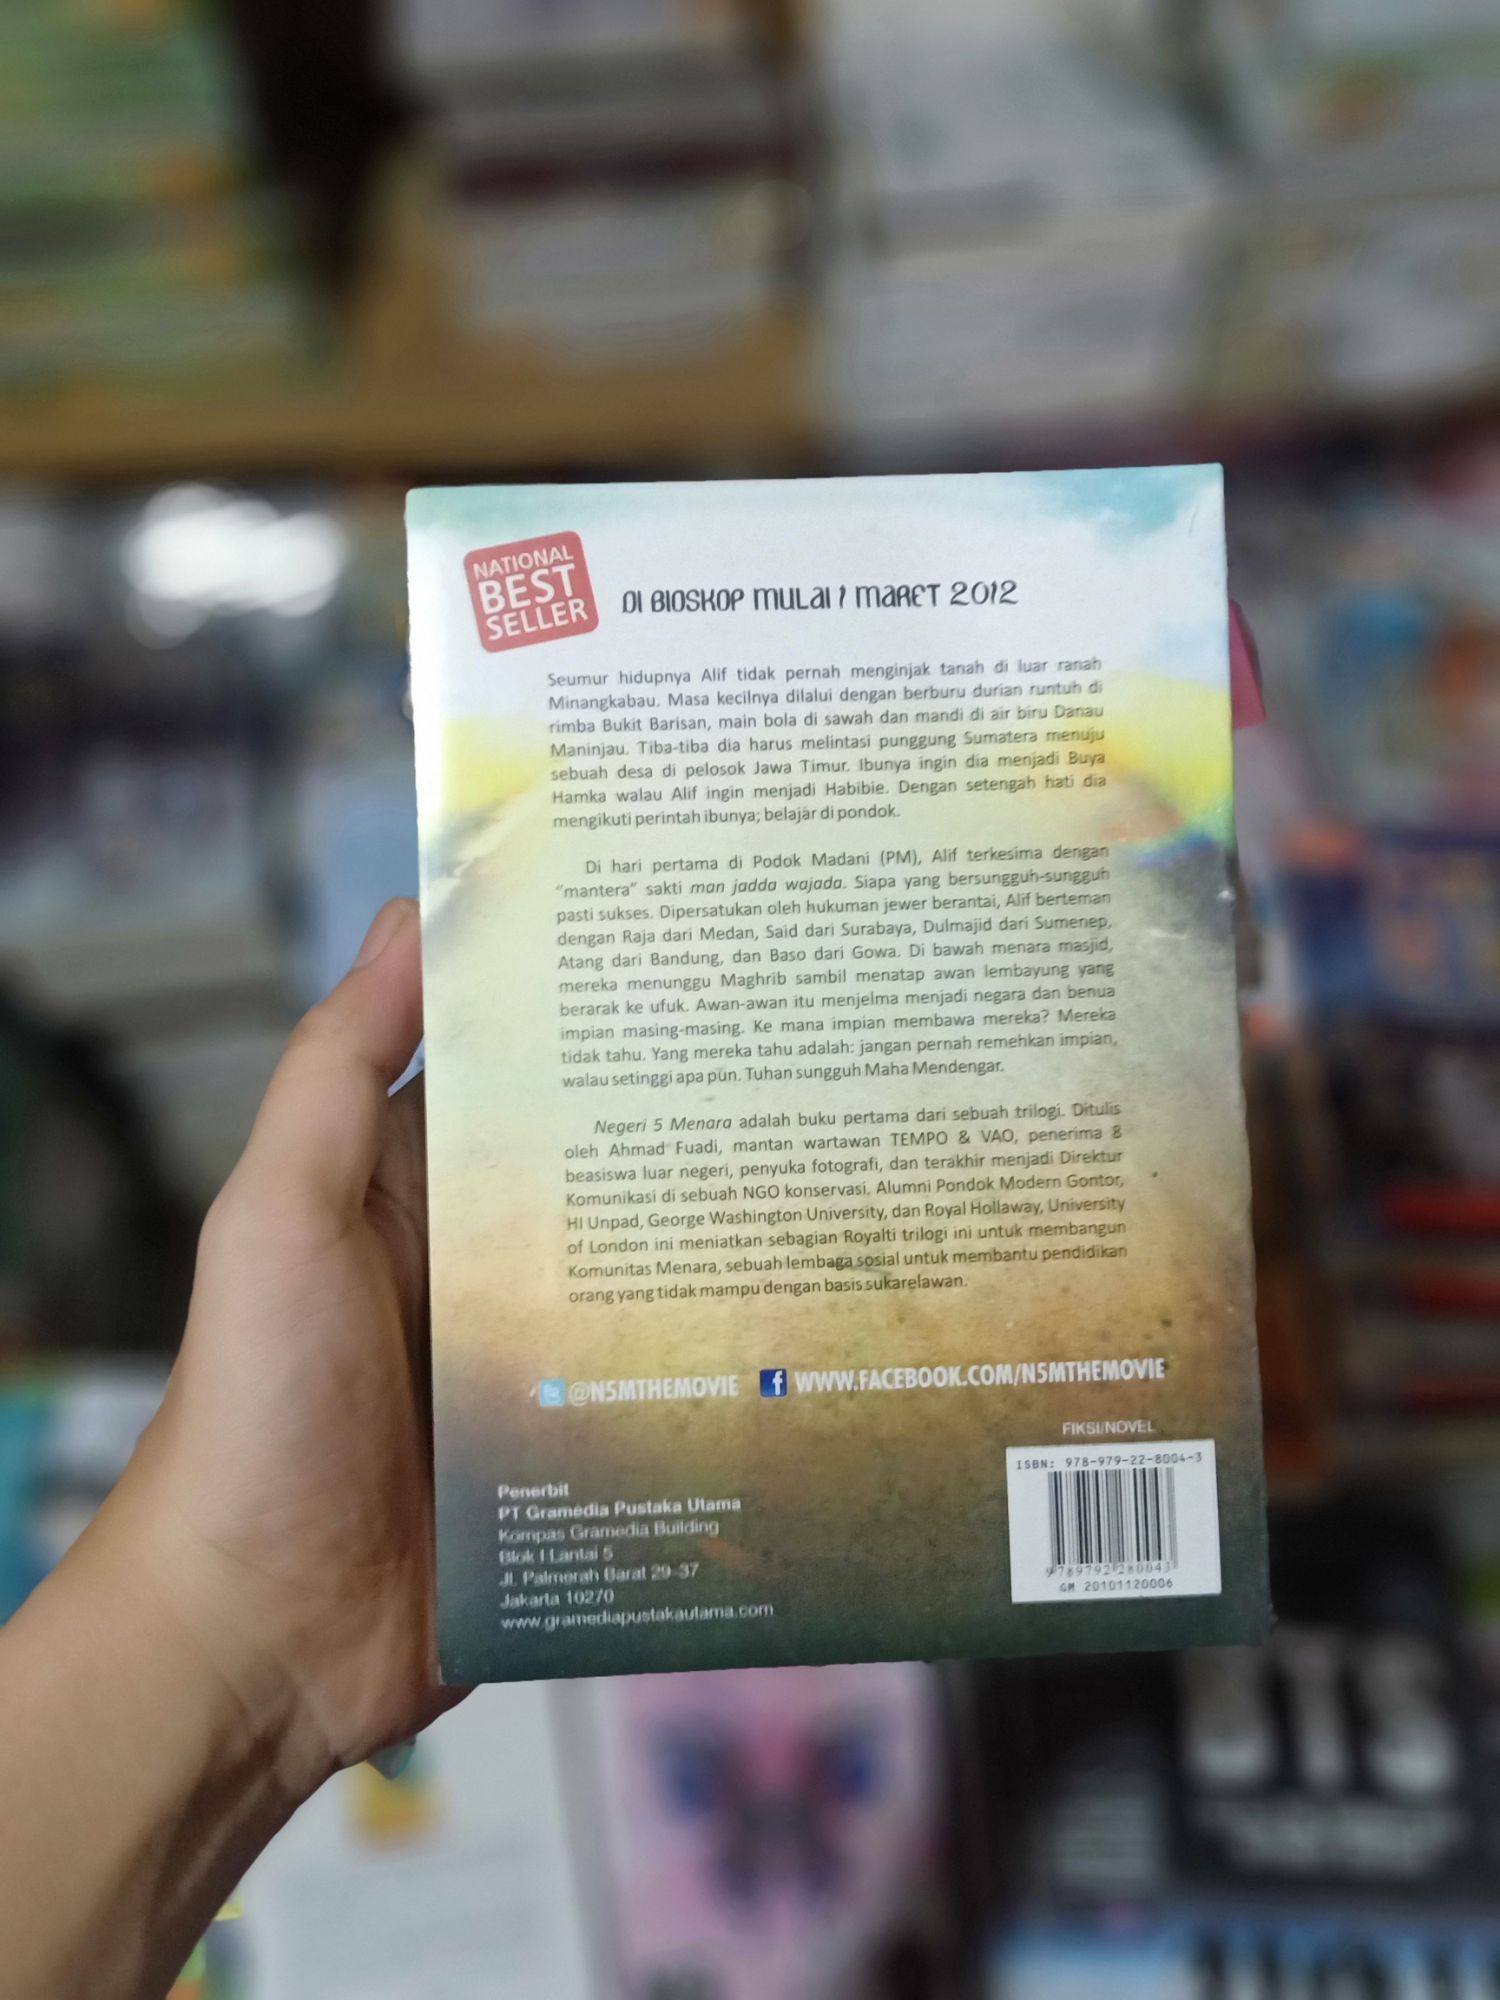 NATIONAL
BEST
SELLER
DI BIOSKOP MULAI 1 MARET 2012
Seumur hidupnya Alif tidak pernah menginjak tanah di luar ranah
Minangkabau. Masa kecilnya dilalui dengan berburu durian runtuh di
rimba Bukit Barisan, main bola di sawah dan mandi di air biru Danau
Maninjau. Tiba-tiba dia harus melintasi punggung Sumatera menuju
sebuah desa di pelosok Jawa Timur. Ibunya ingin dia menjadi Buya
Hamka walau Alif ingin menjadi Habibie. Dengan setengah hati dia
mengikuti perintah ibunya; belajar di pondok.
Di hari pertama di Podok Madani (PM), Alif terkesima dengan
"mantera" sakti man jadda wajada. Siapa yang bersungguh-sungguh
pasti sukses. Dipersatukan oleh hukuman jewer berantai, Alif berteman
dengan Raja dari Medan, Said dari Surabaya, Dulmajid dari Sumenep,
Atang dari Bandung, dan Baso dari Gowa. Di bawah menara masjid,
mereka menunggu Maghrib sambil menatap awan lembayung yang
berarak ke ufuk. Awan-awan itu menjelma menjadi negara dan benua
impian masing-masing. Ke mana impian membawa mereka? Mereka
tidak tahu. Yang mereka tahu adalah: jangan pernah remehkan impian,
walau setinggi apa pun. Tuhan sungguh Maha Mendengar.
Negeri 5 Menara adalah buku pertama dari sebuah trilogi. Ditulis
oleh Ahmad Fuadi, mantan wartawan TEMPO & VAO, penerima 8
beasiswa luar negeri, penyuka fotografi, dan terakhir menjadi Direktur
Komunikasi di sebuah NGO konservasi. Alumni Pondok Modern Gontor,
HI Unpad, George Washington University, dan Royal Hollaway, University
of London ini meniatkan sebagian Royalti trilogi ini untuk membangun
Komunitas Menara, sebuah lembaga sosial untuk membantu pendidikan
orang yang tidak mampu dengan basis sukarelawan.
@N5MTHEMOVIE f WWW.FACEBOOK.COM/N5MTHEMOVIE
FIKSI/NOVEL
ISBN: 978-979-22-8004-3
9 789792 280043
GM 20101120006
Penerbit
PT Gramedia Pustaka Utama
Kompas Gramedia Building
Blok I Lantai 5
Jl. Palmerah Barat 29-37
Jakarta 10270
www.gramediapustakautama.com